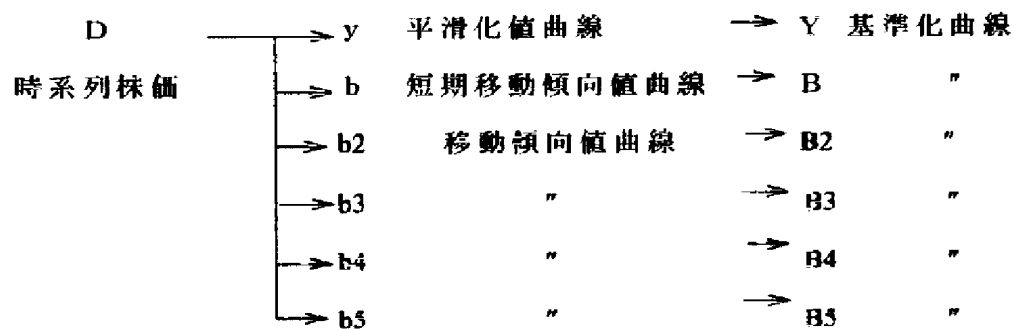 D → y 平滑化値曲線 → Y 基準化曲線
時系列株価 → b 短期移動傾向値曲線 → B 〃
→ b2 移動傾向値曲線 → B2 〃
→ b3 〃 → B3 〃
→ b4 〃 → B4 〃
→ b5 〃 → B5 〃